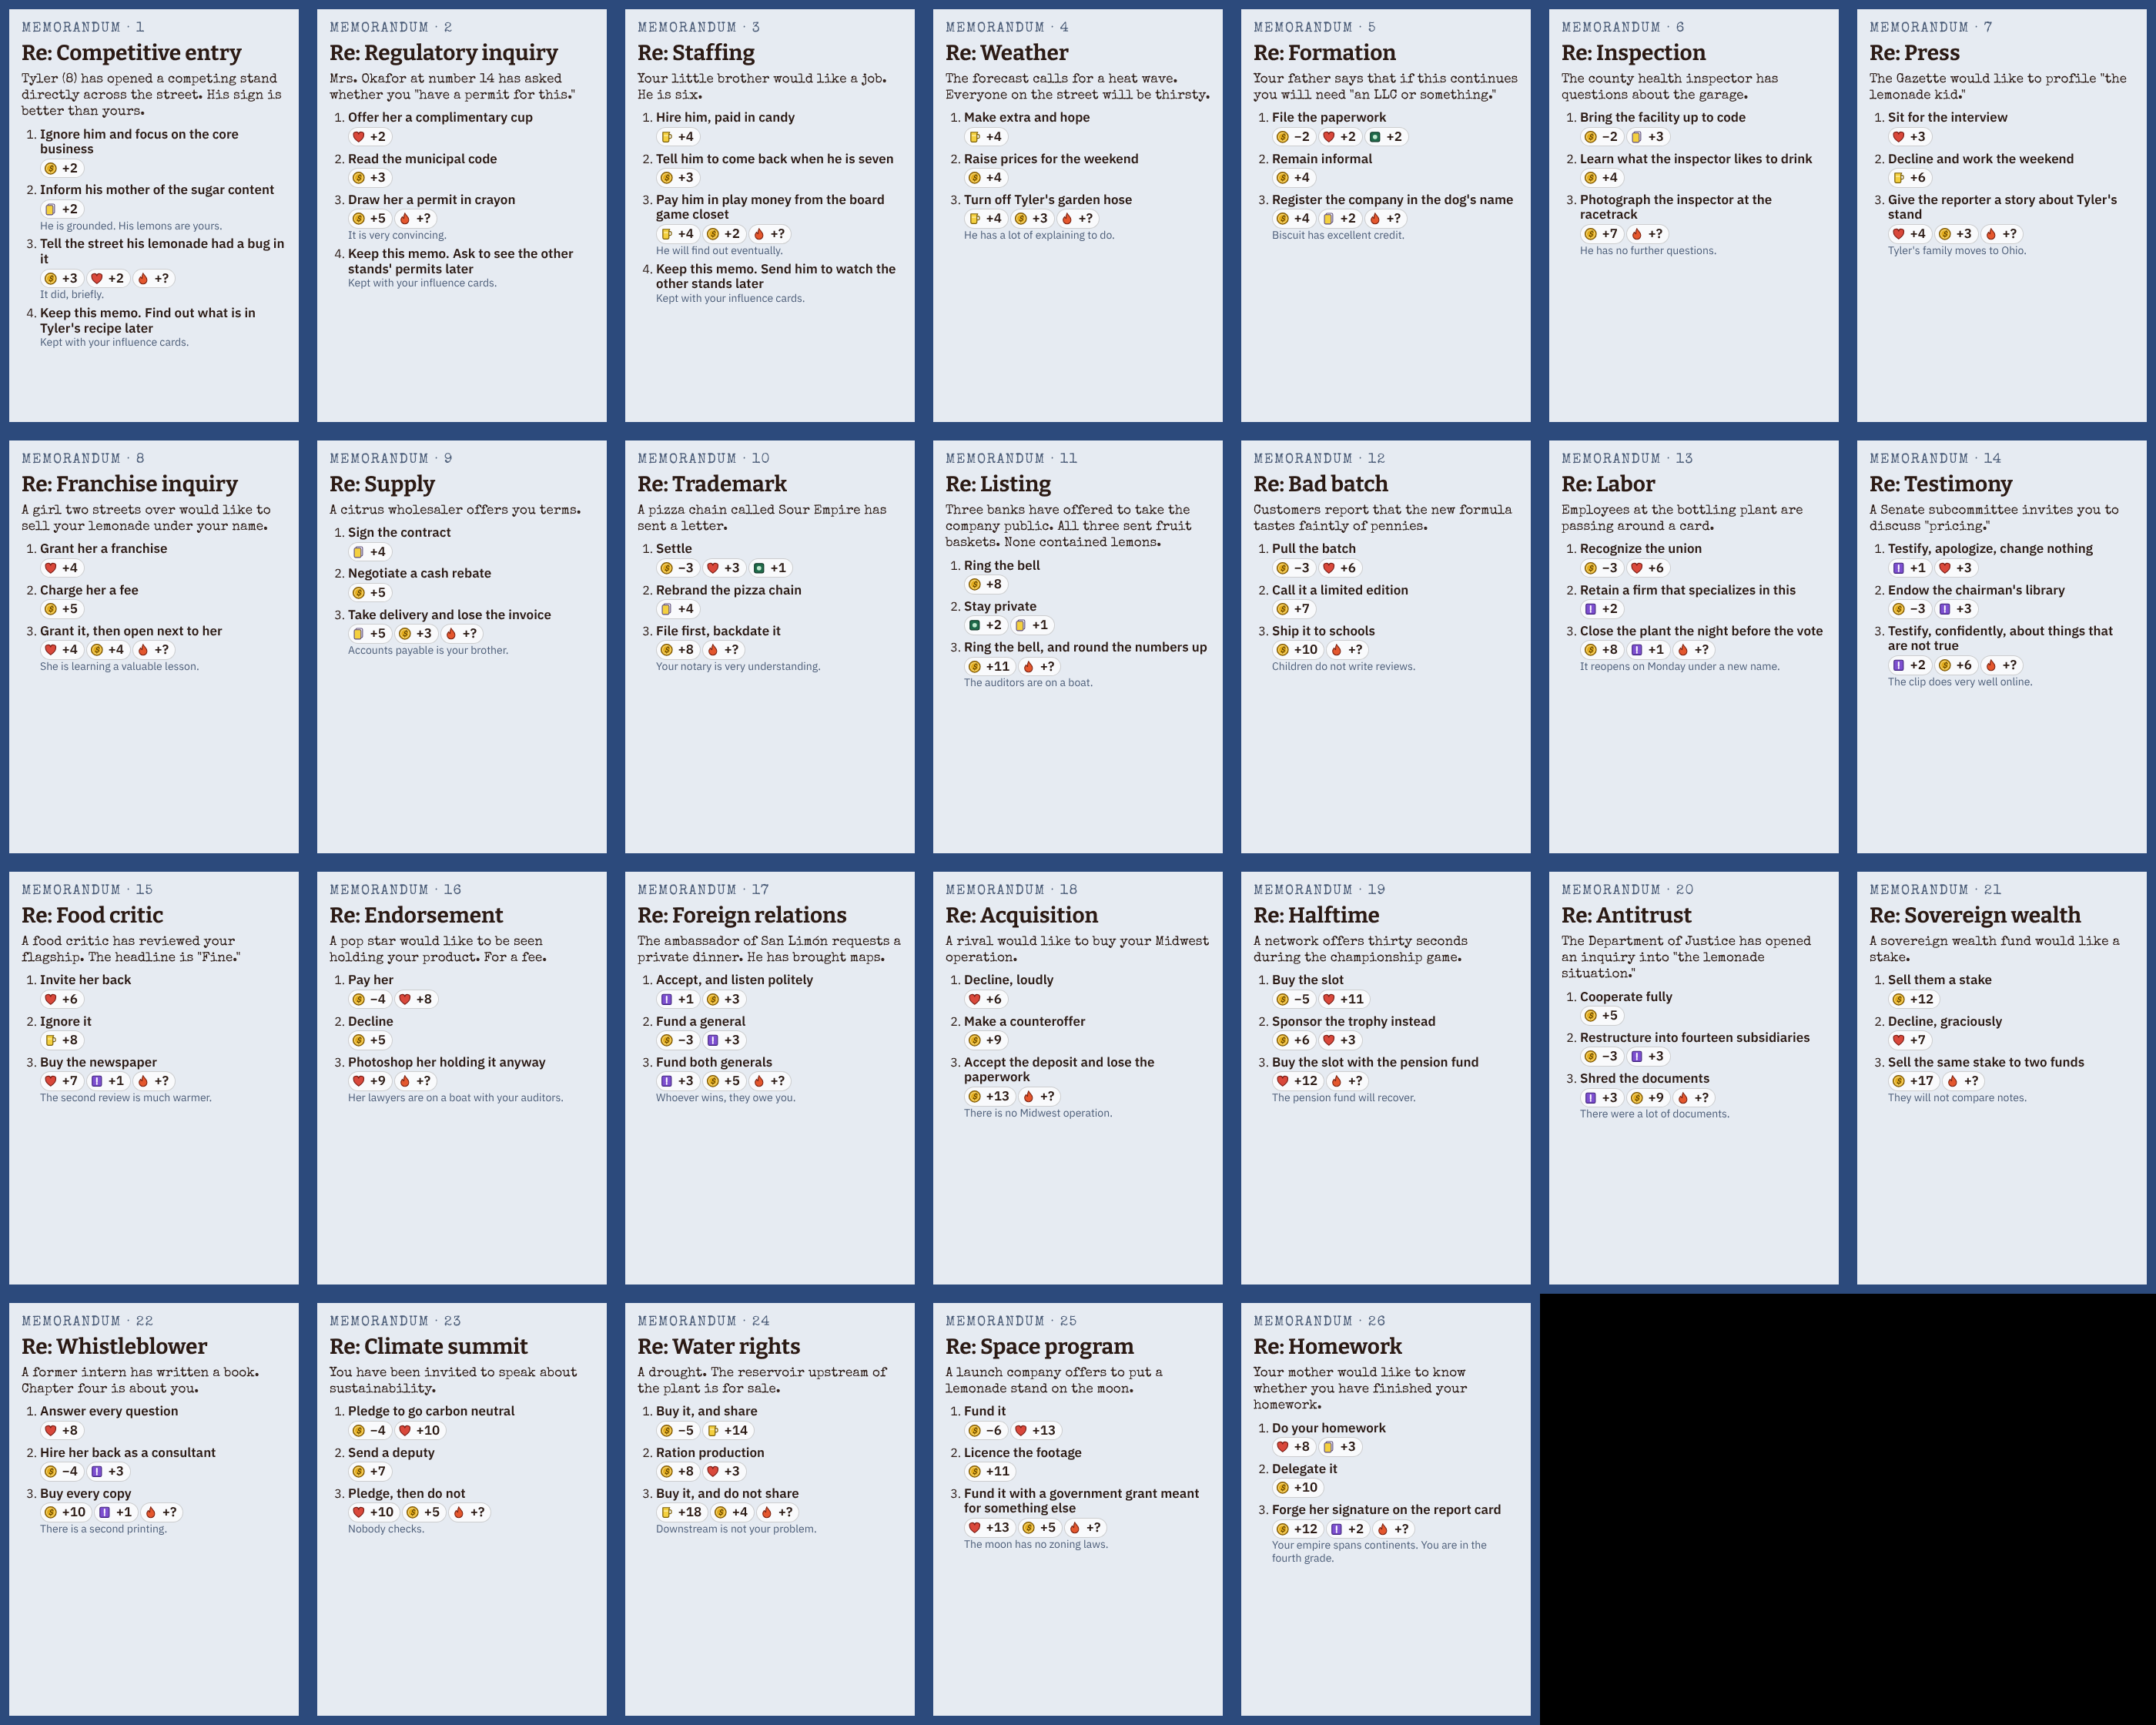 MEMORANDUM · 1
Re: Competitive entry
Tyler (8) has opened a competing stand
directly across the street. His sign is
better than yours.
1. Ignore him and focus on the core
business
+2
2. Inform his mother of the sugar content
+2
He is grounded. His lemons are yours.
3. Tell the street his lemonade had a bug in
it
+3 +2 +?
It did, briefly.
4. Keep this memo. Find out what is in
Tyler's recipe later
Kept with your influence cards.
MEMORANDUM · 2
Re: Regulatory inquiry
Mrs. Okafor at number 14 has asked
whether you "have a permit for this."
1. Offer her a complimentary cup
+2
2. Read the municipal code
+3
3. Draw her a permit in crayon
+5 +?
It is very convincing.
4. Keep this memo. Ask to see the other
stands' permits later
Kept with your influence cards.
MEMORANDUM · 3
Re: Staffing
Your little brother would like a job.
He is six.
1. Hire him, paid in candy
+4
2. Tell him to come back when he is seven
+3
3. Pay him in play money from the board
game closet
+4 +2 +?
He will find out eventually.
4. Keep this memo. Send him to watch the
other stands later
Kept with your influence cards.
MEMORANDUM · 4
Re: Weather
The forecast calls for a heat wave.
Everyone on the street will be thirsty.
1. Make extra and hope
+4
2. Raise prices for the weekend
+4
3. Turn off Tyler's garden hose
+4 +3 +?
He has a lot of explaining to do.
MEMORANDUM · 5
Re: Formation
Your father says that if this continues
you will need "an LLC or something."
1. File the paperwork
−2 +2 +2
2. Remain informal
+4
3. Register the company in the dog's name
+4 +2 +?
Biscuit has excellent credit.
MEMORANDUM · 6
Re: Inspection
The county health inspector has
questions about the garage.
1. Bring the facility up to code
−2 +3
2. Learn what the inspector likes to drink
+4
3. Photograph the inspector at the
racetrack
+7 +?
He has no further questions.
MEMORANDUM · 7
Re: Press
The Gazette would like to profile "the
lemonade kid."
1. Sit for the interview
+3
2. Decline and work the weekend
+6
3. Give the reporter a story about Tyler's
stand
+4 +3 +?
Tyler's family moves to Ohio.
MEMORANDUM · 8
Re: Franchise inquiry
A girl two streets over would like to
sell your lemonade under your name.
1. Grant her a franchise
+4
2. Charge her a fee
+5
3. Grant it, then open next to her
+4 +4 +?
She is learning a valuable lesson.
MEMORANDUM · 9
Re: Supply
A citrus wholesaler offers you terms.
1. Sign the contract
+4
2. Negotiate a cash rebate
+5
3. Take delivery and lose the invoice
+5 +3 +?
Accounts payable is your brother.
MEMORANDUM · 10
Re: Trademark
A pizza chain called Sour Empire has
sent a letter.
1. Settle
−3 +3 +1
2. Rebrand the pizza chain
+4
3. File first, backdate it
+8 +?
Your notary is very understanding.
MEMORANDUM · 11
Re: Listing
Three banks have offered to take the
company public. All three sent fruit
baskets. None contained lemons.
1. Ring the bell
+8
2. Stay private
+2 +1
3. Ring the bell, and round the numbers up
+11 +?
The auditors are on a boat.
MEMORANDUM · 12
Re: Bad batch
Customers report that the new formula
tastes faintly of pennies.
1. Pull the batch
−3 +6
2. Call it a limited edition
+7
3. Ship it to schools
+10 +?
Children do not write reviews.
MEMORANDUM · 13
Re: Labor
Employees at the bottling plant are
passing around a card.
1. Recognize the union
−3 +6
2. Retain a firm that specializes in this
+2
3. Close the plant the night before the vote
+8 +1 +?
It reopens on Monday under a new name.
MEMORANDUM · 14
Re: Testimony
A Senate subcommittee invites you to
discuss "pricing."
1. Testify, apologize, change nothing
+1 +3
2. Endow the chairman's library
−3 +3
3. Testify, confidently, about things that
are not true
+2 +6 +?
The clip does very well online.
MEMORANDUM · 15
Re: Food critic
A food critic has reviewed your
flagship. The headline is "Fine."
1. Invite her back
+6
2. Ignore it
+8
3. Buy the newspaper
+7 +1 +?
The second review is much warmer.
MEMORANDUM · 16
Re: Endorsement
A pop star would like to be seen
holding your product. For a fee.
1. Pay her
−4 +8
2. Decline
+5
3. Photoshop her holding it anyway
+9 +?
Her lawyers are on a boat with your auditors.
MEMORANDUM · 17
Re: Foreign relations
The ambassador of San Limón requests a
private dinner. He has brought maps.
1. Accept, and listen politely
+1 +3
2. Fund a general
−3 +3
3. Fund both generals
+3 +5 +?
Whoever wins, they owe you.
MEMORANDUM · 18
Re: Acquisition
A rival would like to buy your Midwest
operation.
1. Decline, loudly
+6
2. Make a counteroffer
+9
3. Accept the deposit and lose the
paperwork
+13 +?
There is no Midwest operation.
MEMORANDUM · 19
Re: Halftime
A network offers thirty seconds
during the championship game.
1. Buy the slot
−5 +11
2. Sponsor the trophy instead
+6 +3
3. Buy the slot with the pension fund
+12 +?
The pension fund will recover.
MEMORANDUM · 20
Re: Antitrust
The Department of Justice has opened
an inquiry into "the lemonade
situation."
1. Cooperate fully
+5
2. Restructure into fourteen subsidiaries
−3 +3
3. Shred the documents
+3 +9 +?
There were a lot of documents.
MEMORANDUM · 21
Re: Sovereign wealth
A sovereign wealth fund would like a
stake.
1. Sell them a stake
+12
2. Decline, graciously
+7
3. Sell the same stake to two funds
+17 +?
They will not compare notes.
MEMORANDUM · 22
Re: Whistleblower
A former intern has written a book.
Chapter four is about you.
1. Answer every question
+8
2. Hire her back as a consultant
−4 +3
3. Buy every copy
+10 +1 +?
There is a second printing.
MEMORANDUM · 23
Re: Climate summit
You have been invited to speak about
sustainability.
1. Pledge to go carbon neutral
−4 +10
2. Send a deputy
+7
3. Pledge, then do not
+10 +5 +?
Nobody checks.
MEMORANDUM · 24
Re: Water rights
A drought. The reservoir upstream of
the plant is for sale.
1. Buy it, and share
−5 +14
2. Ration production
+8 +3
3. Buy it, and do not share
+18 +4 +?
Downstream is not your problem.
MEMORANDUM · 25
Re: Space program
A launch company offers to put a
lemonade stand on the moon.
1. Fund it
−6 +13
2. Licence the footage
+11
3. Fund it with a government grant meant
for something else
+13 +5 +?
The moon has no zoning laws.
MEMORANDUM · 26
Re: Homework
Your mother would like to know
whether you have finished your
homework.
1. Do your homework
+8 +3
2. Delegate it
+10
3. Forge her signature on the report card
+12 +2 +?
Your empire spans continents. You are in the
fourth grade.